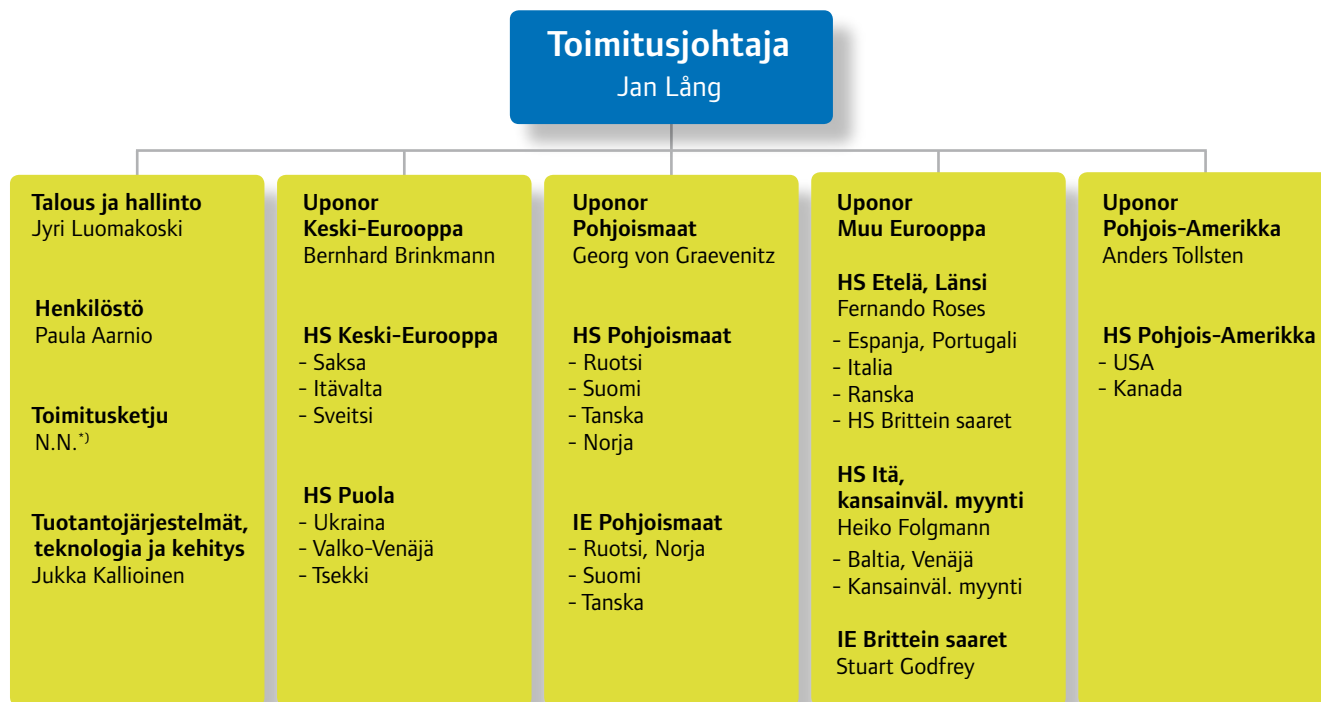 Toimitusjohtaja
Jan Lång
Talous ja hallinto
Jyri Luomakoski
Henkilöstö
Paula Aarnio
Toimitusketju
N.N.*)
Tuotantojärjestelmät,
teknologia ja kehitys
Jukka Kallioinen
Uponor
Keski-Eurooppa
Bernhard Brinkmann
HS Keski-Eurooppa
- Saksa
- Itävalta
- Sveitsi
HS Puola
- Ukraina
- Valko-Venäjä
- Tsekki
Uponor
Pohjoismaat
Georg von Graevenitz
HS Pohjoismaat
- Ruotsi
- Suomi
- Tanska
- Norja
IE Pohjoismaat
- Ruotsi, Norja
- Suomi
- Tanska
Uponor
Muu Eurooppa
HS Etelä, Länsi
Fernando Roses
- Espanja, Portugali
- Italia
- Ranska
- HS Brittein saaret
HS Itä,
kansainväl. myynti
Heiko Folgmann
- Baltia, Venäjä
- Kansainväl. myynti
IE Brittein saaret
Stuart Godfrey
Uponor
Pohjois-Amerikka
Anders Tollsten
HS Pohjois-Amerikka
- USA
- Kanada